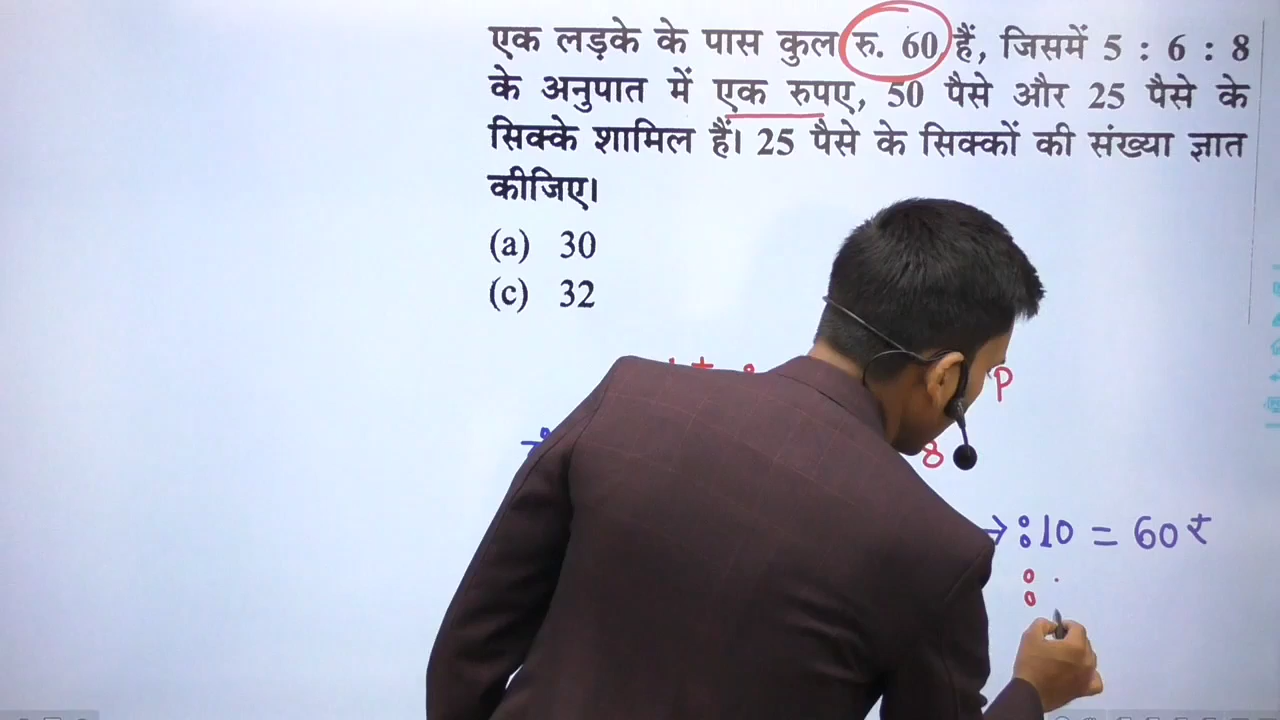 एक लड़के के पास कुल रु. 60 हैं, जिसमें 5 : 6 : 8
के अनुपात में एक रुपए, 50 पैसे और 25 पैसे के
सिक्के शामिल हैं। 25 पैसे के सिक्कों की संख्या ज्ञात
कीजिए।
(a) 30
(c) 32
P
8
→ : 10 = 60 ₹
: